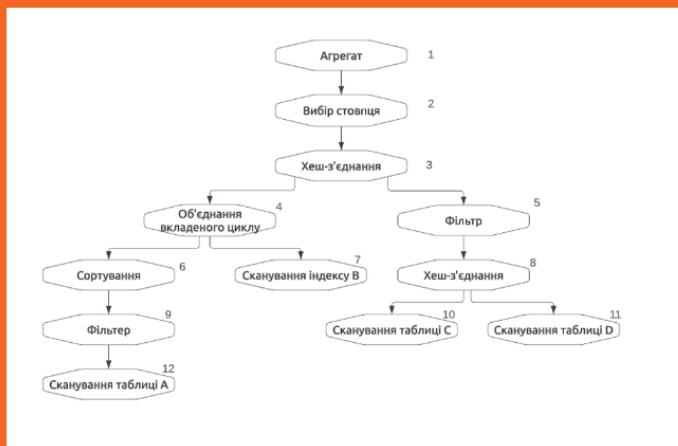 Агрегат 1
Вибір стовпця 2
Хеш-з'єднання 3
Об'єднання
вкладеного циклу 4
Фільтр 5
Сортування 6
Сканування індексу B 7
Хеш-з'єднання 8
Фільтер 9
Сканування таблиці C 10
Сканування таблиці D 11
Сканування таблиці A 12